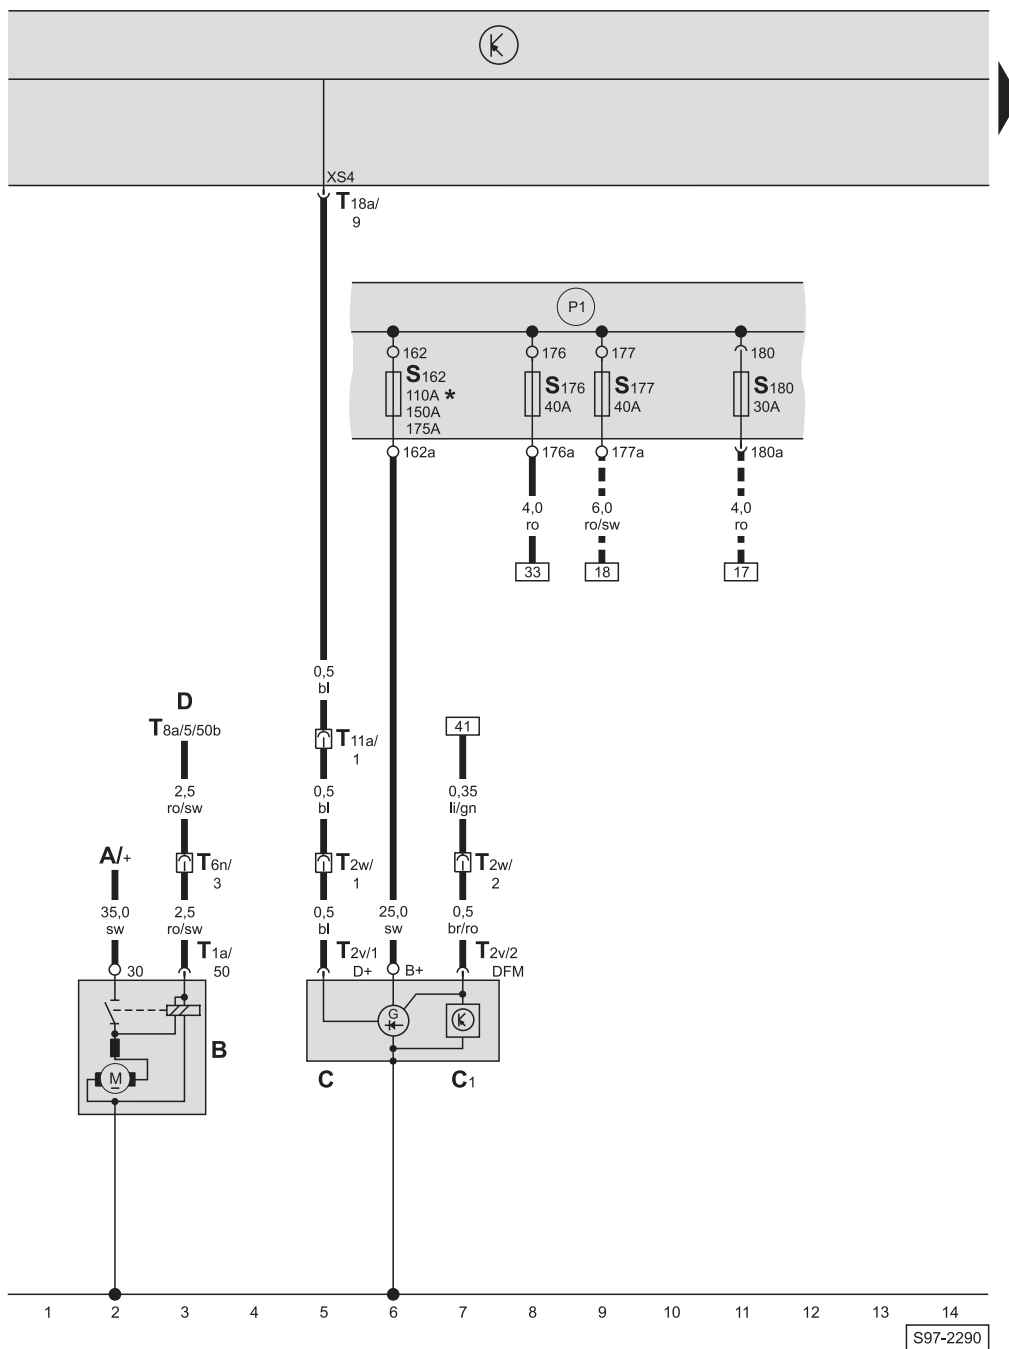 XS4
T18a/
9
P1
162 176 177 180
S162 S176 S177 S180
110A * 40A 40A 30A
150A
175A
162a 176a 177a 180a
4,0 6,0 4,0
ro ro/sw ro
33 18 17
0,5
bl
D
T8a/5/50b
41
T11a/
1
2,5 0,5 0,35
ro/sw bl li/gn
A/+
T6n/ T2w/ T2w/
3 1 2
35,0 2,5 0,5 25,0 0,5
sw ro/sw bl sw br/ro
T1a/ T2v/1 T2v/2
30 50 D+ B+ DFM
G
B
M
C C1
1 2 3 4 5 6 7 8 9 10 11 12 13 14
S97-2290